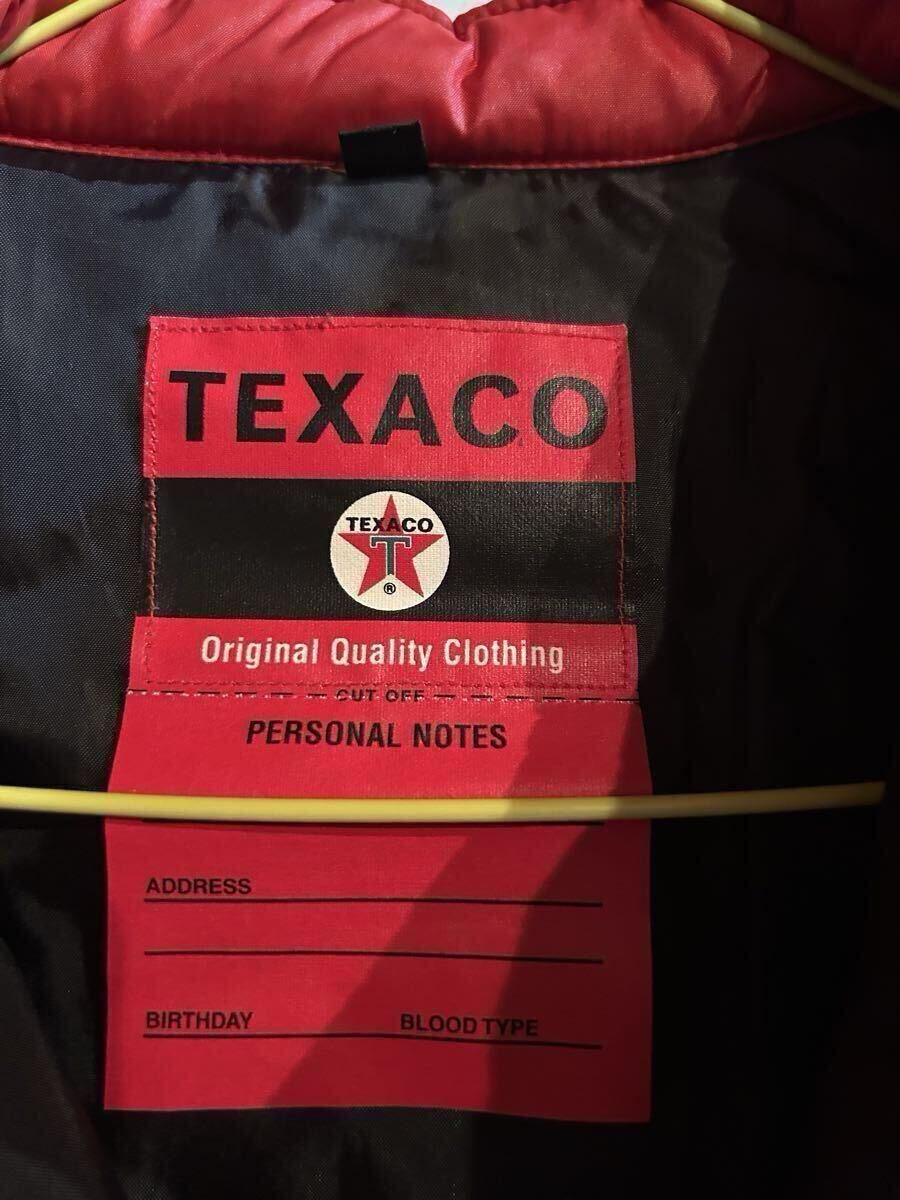 TEXACO
TEXACO
T
®
Original Quality Clothing
CUT OFF
PERSONAL NOTES
ADDRESS
BIRTHDAY BLOOD TYPE